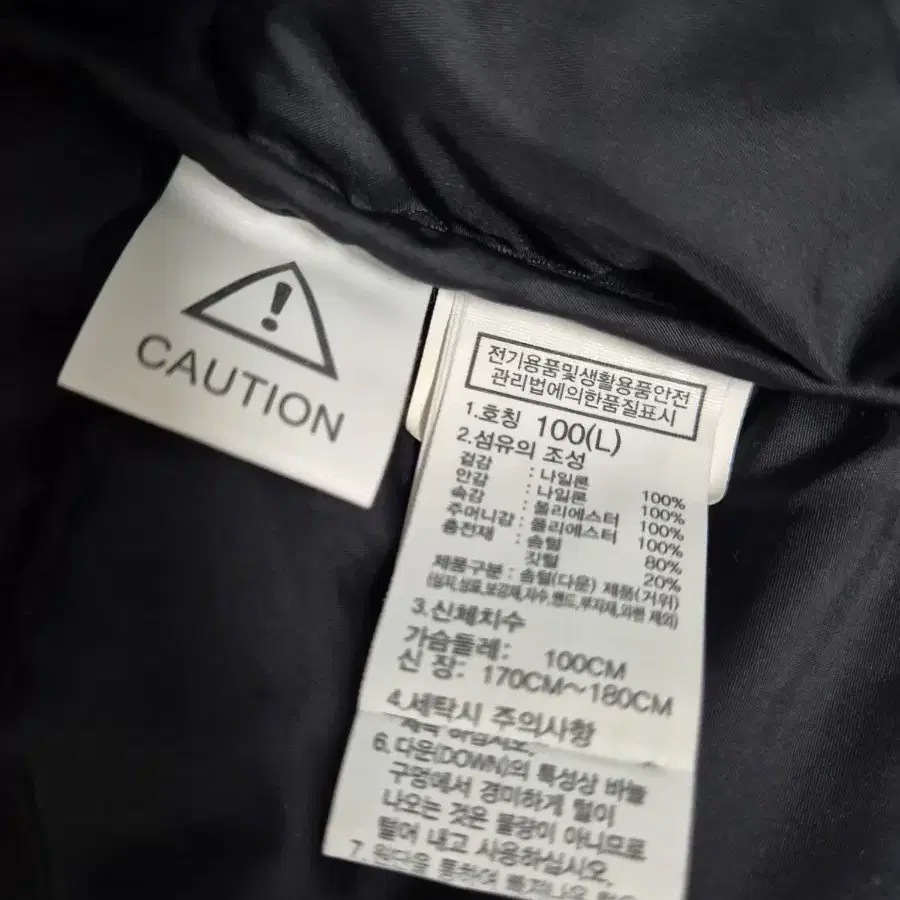 CAUTION
전기용품및생활용품안전
관리법에의한품질표시
1.호칭 100(L)
2.섬유의 조성
겉감 : 나일론 100%
안감 : 나일론 100%
속감 : 폴리에스터 100%
주머니감 : 폴리에스터 100%
충전재 : 솜털 80%
깃털 20%
제품구분 : 솜털(다운) 제품(거위)
3.신체치수
가슴둘레: 100CM
신 장: 170CM~180CM
4.세탁시 주의사항
6.다운(DOWN)의 특성상 바늘
구멍에서 경미하게 털이
나오는 것은 불량이 아니므로
털어 내고 사용하십시오.
7. 원단을 통하여